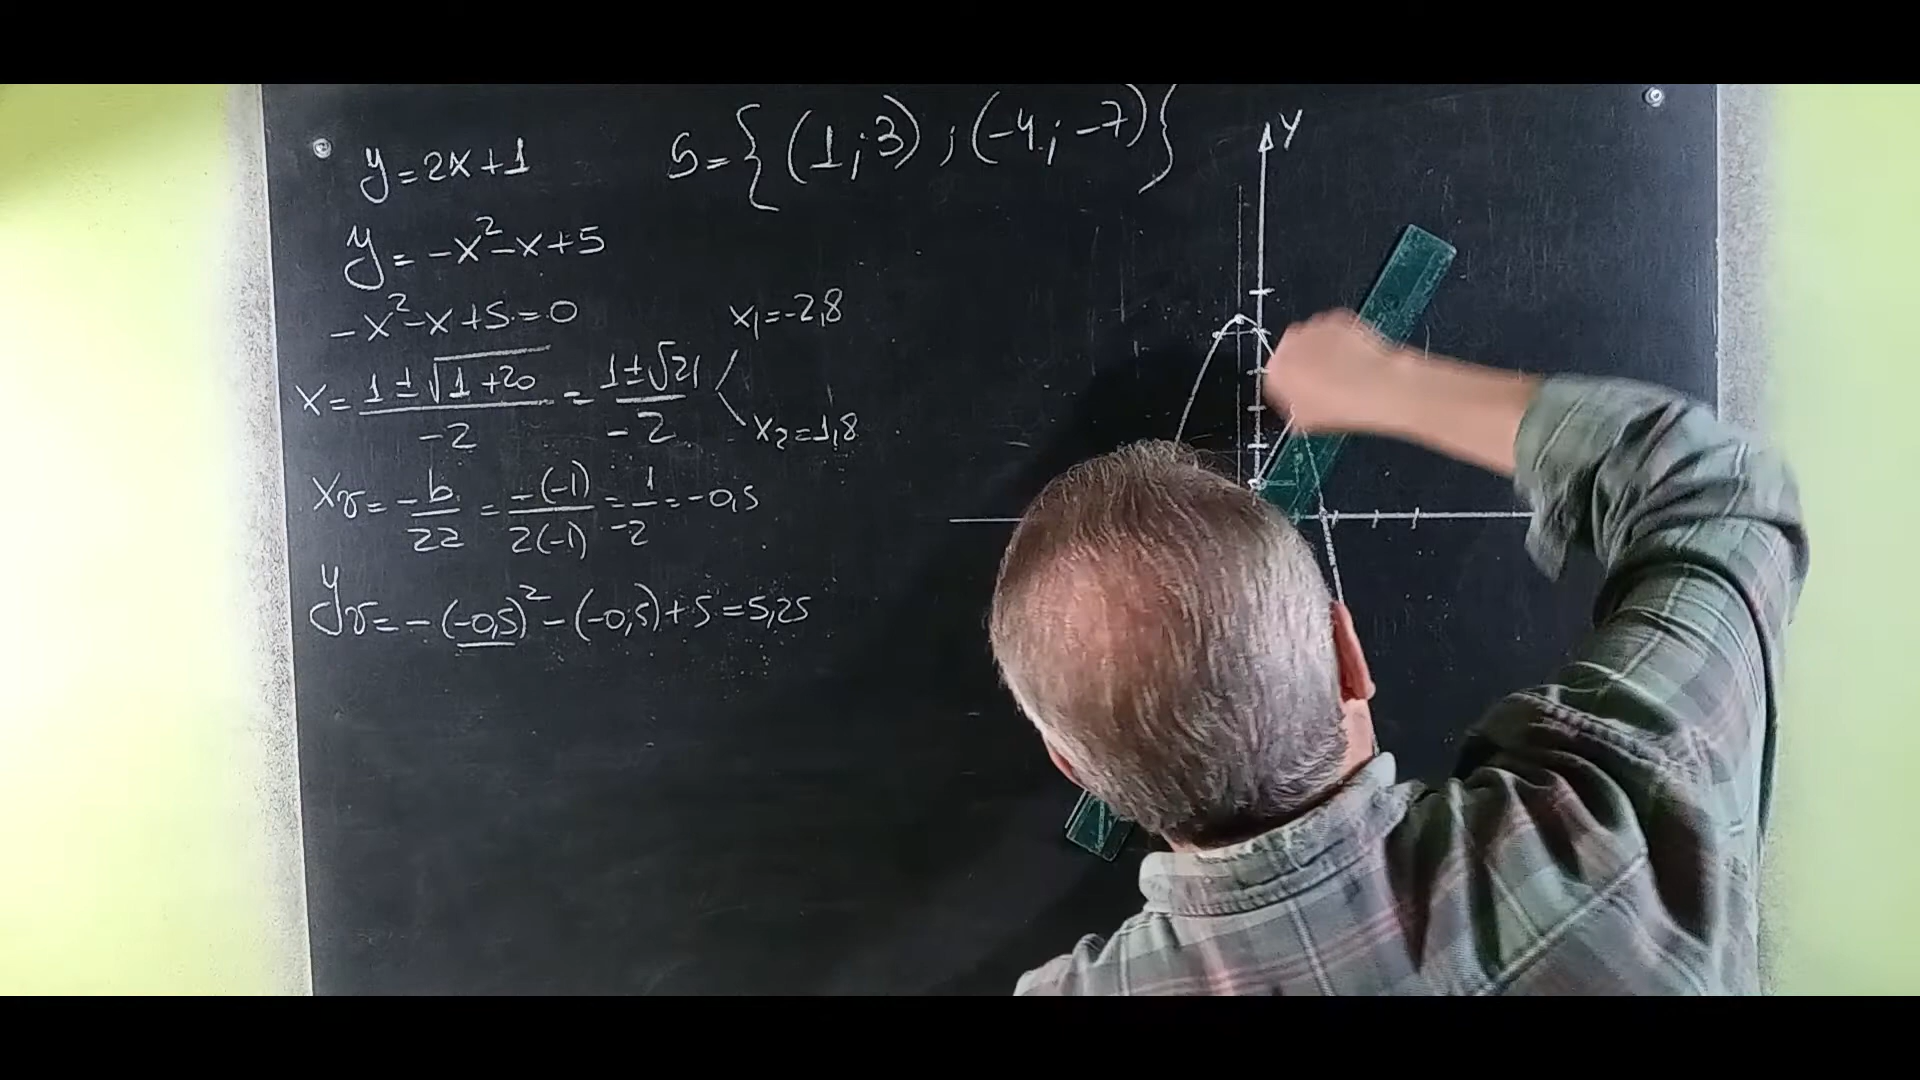 y=2x+1
S={(1;3);(-4;-7)}
y=-x²-x+5
-x²-x+5=0
x=1±√1+20/-2=1±√21/-2
x₁=-2,8
x₂=1,8
xv=-b/2a=-(-1)/2(-1)=1/-2=-0,5
yv=-(-0,5)²-(-0,5)+5=5,25
y